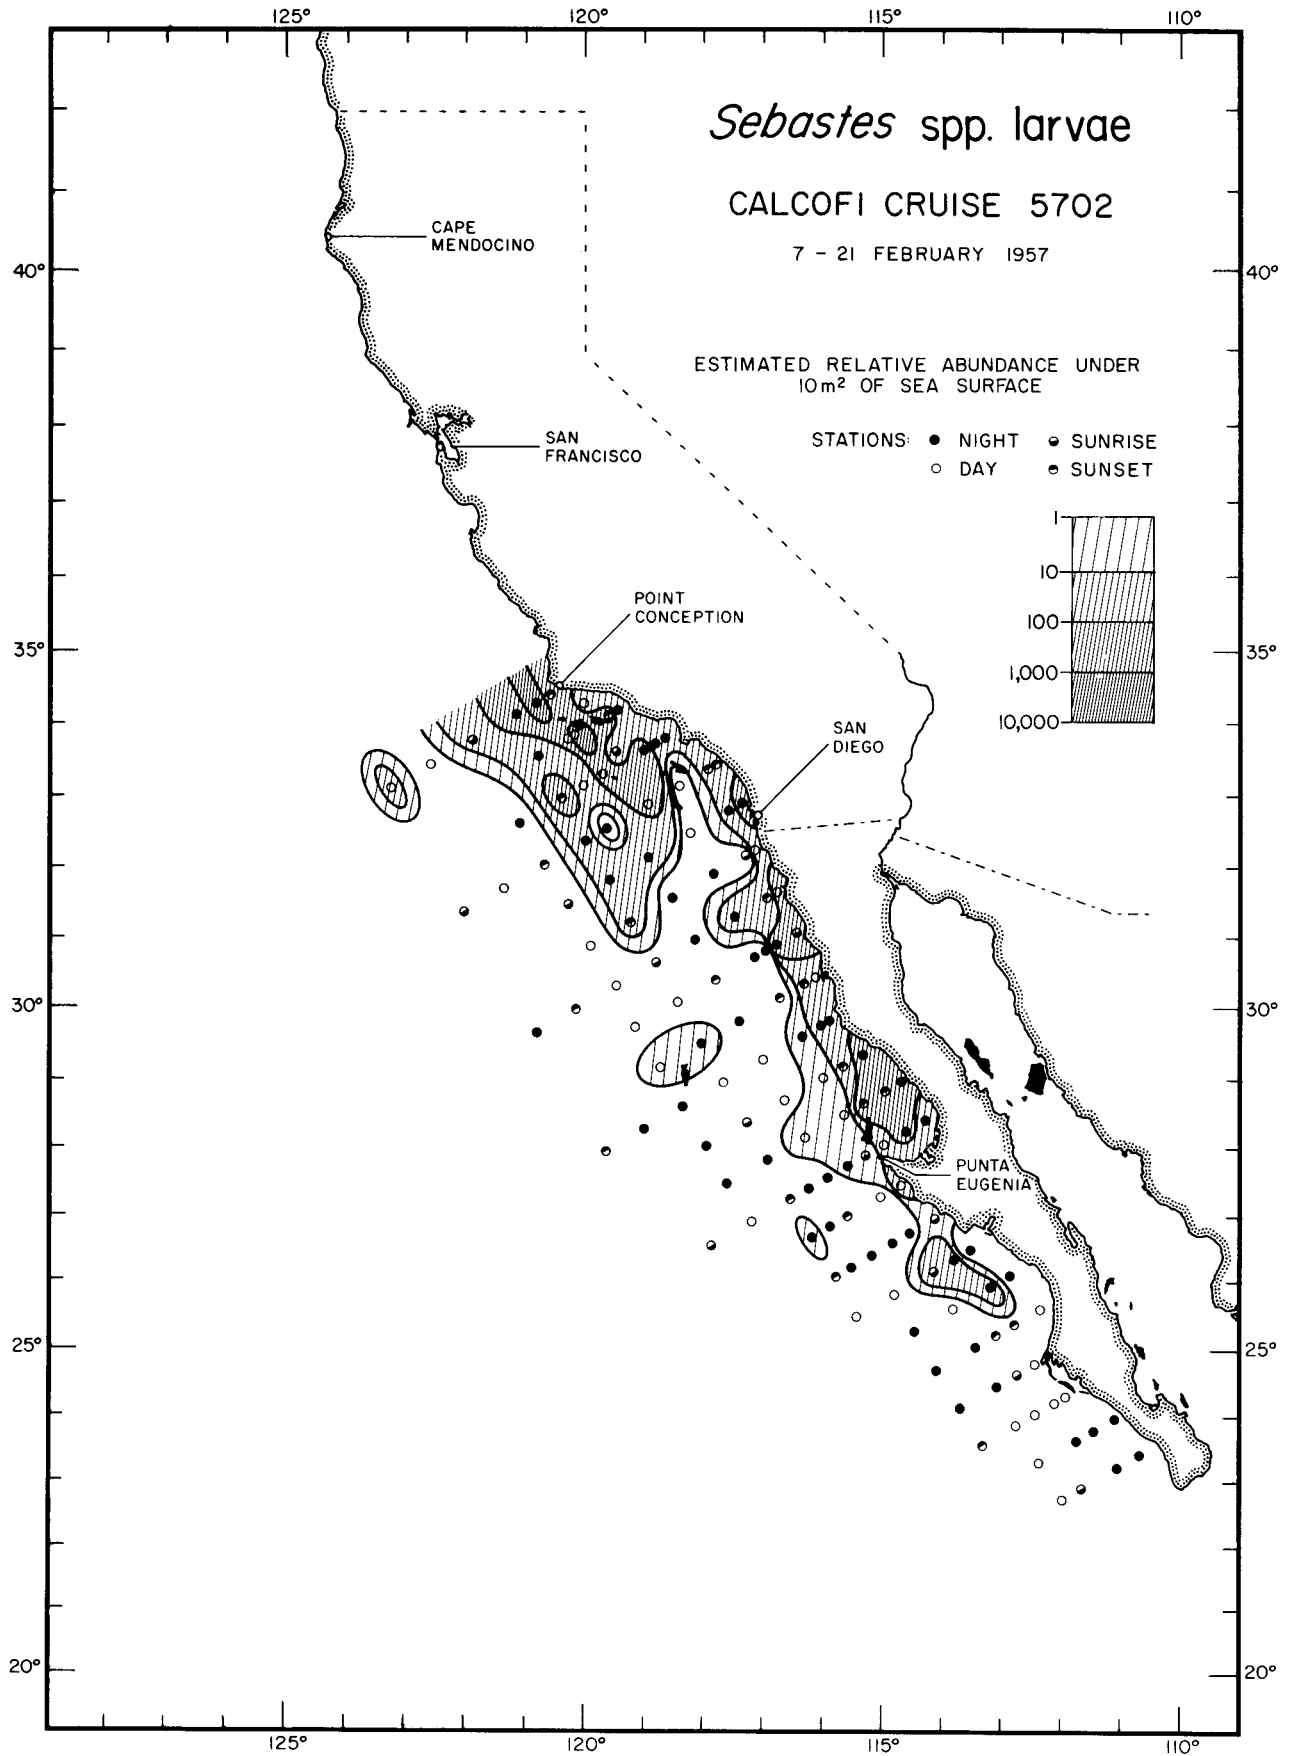 125° 120° 115° 110°
Sebastes spp. larvae
CALCOFI CRUISE 5702
7 – 21 FEBRUARY 1957
CAPE
MENDOCINO
40° 40°
ESTIMATED RELATIVE ABUNDANCE UNDER
10m² OF SEA SURFACE
STATIONS: ● NIGHT SUNRISE
○ DAY SUNSET
SAN
FRANCISCO
1
10
100
1,000
10,000
POINT
CONCEPTION
35° 35°
SAN
DIEGO
30° 30°
PUNTA
EUGENIA
25° 25°
20° 20°
125° 120° 115° 110°